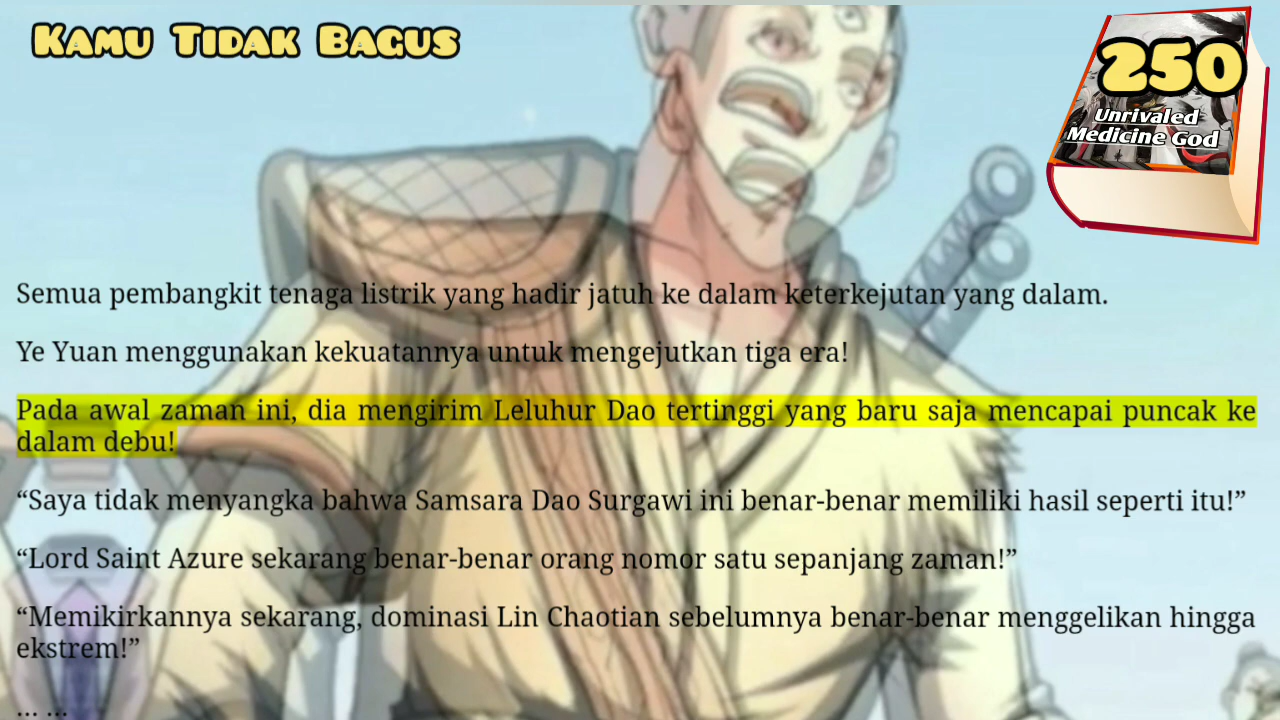 Kamu Tidak Bagus
250
Unrivaled
Medicine God
Semua pembangkit tenaga listrik yang hadir jatuh ke dalam keterkejutan yang dalam.
Ye Yuan menggunakan kekuatannya untuk mengejutkan tiga era!
Pada awal zaman ini, dia mengirim Leluhur Dao tertinggi yang baru saja mencapai puncak ke
dalam debu!
“Saya tidak menyangka bahwa Samsara Dao Surgawi ini benar-benar memiliki hasil seperti itu!”
“Lord Saint Azure sekarang benar-benar orang nomor satu sepanjang zaman!”
“Memikirkannya sekarang, dominasi Lin Chaotian sebelumnya benar-benar menggelikan hingga
ekstrem!”
... ...